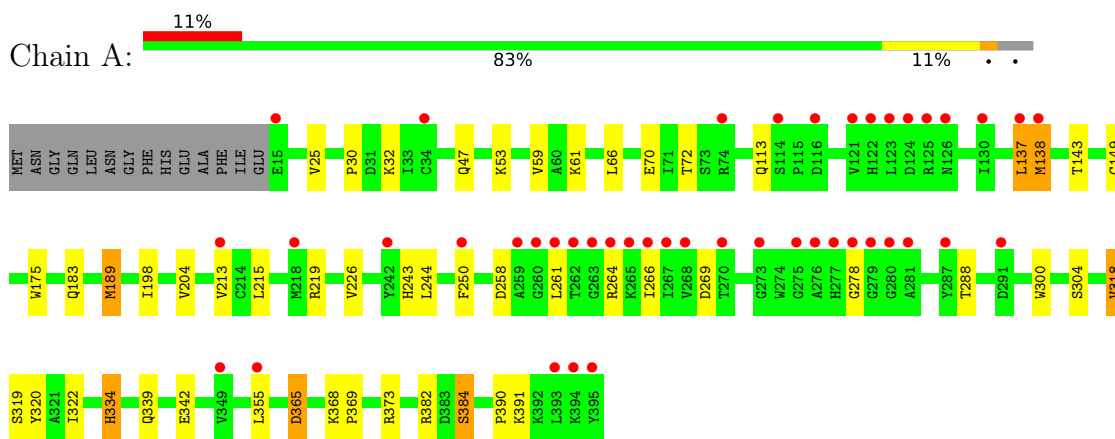 11%
Chain A:
83% 11% • •
MET ASN GLY GLN LEU ASN GLY PHE HIS GLU ALA PHE ILE GLU E15 V25 P30 D31 K32 I33 C34 Q47 K53 V59 A60 K61 L66 E70 I71 T72 S73 R74 Q113 S114 P115 D116 V121 H122 L123 D124 R125 N126 I130 L137 M138 T143
W175 Q183 M189 I198 V204 V213 C214 L215 M218 R219 V226 Y242 H243 L244 F250 D258 A259 G260 L261 T262 G263 R264 K265 I266 I267 V268 D269 T270 G273 W274 G275 A276 H277 G278 G279 G280 A281 Y287 T288 D291 W300 S304
S319 Y320 A321 I322 H334 Q339 E342 V349 L355 D365 K368 P369 R373 R382 D383 S384 P390 K391 K392 L393 K394 Y395